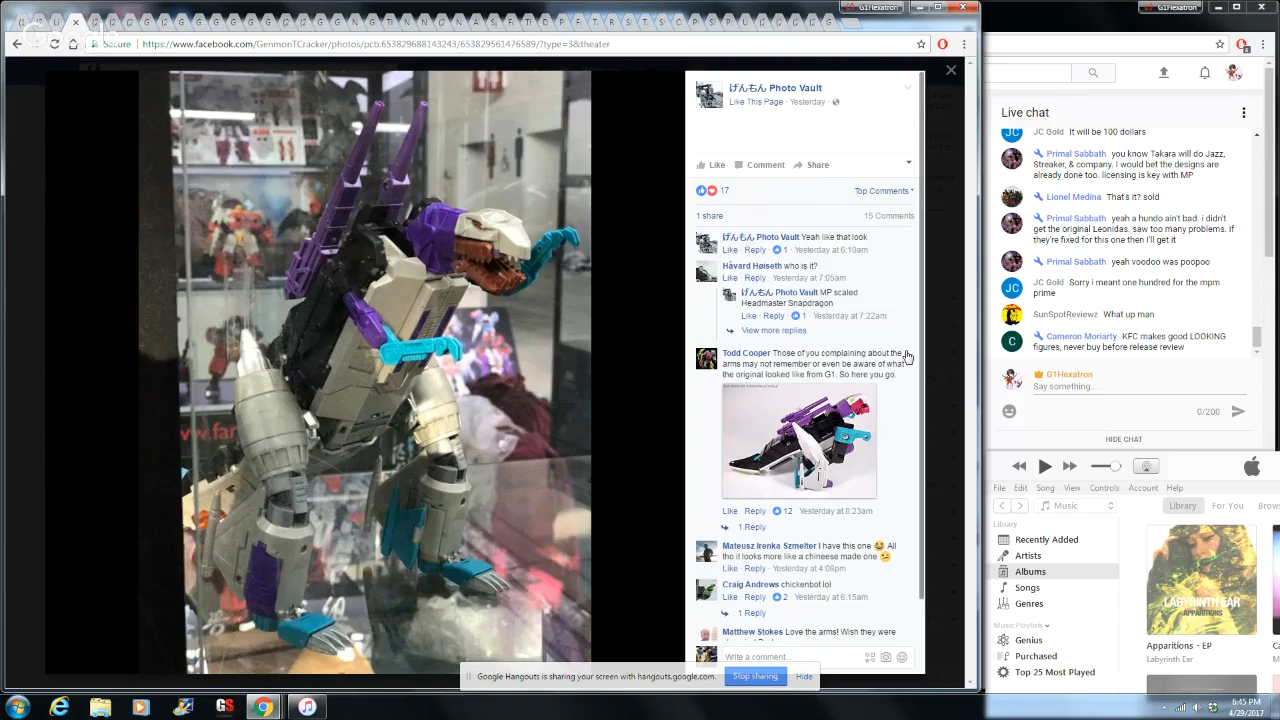 G1Hexatron
G1Hexatron
Google
Secure
https://www.facebook.com/GenmonTCracker/photos/pcb.653829688143243/653829561476589/?type=3&theater
げんもん Photo Vault
Like This Page · Yesterday ·
Like Comment Share
17
Top Comments
1 share
15 Comments
げんもん Photo Vault Yeah like that look
Like · Reply · 1 · Yesterday at 6:10am
Håvard Høiseth who is it?
Like · Reply · Yesterday at 7:05am
げんもん Photo Vault MP scaled
Headmaster Snapdragon
Like · Reply · 1 · Yesterday at 7:22am
View more replies
Todd Cooper Those of you complaining about the
arms may not remember or even be aware of what
the original looked like from G1. So here you go.
Like · Reply · 12 · Yesterday at 8:23am
1 Reply
Mateusz Irenka Szmelter I have this one All
tho it looks more like a chineese made one
Like · Reply · Yesterday at 4:08pm
Craig Andrews chickenbot lol
Like · Reply · 2 · Yesterday at 6:15am
1 Reply
Matthew Stokes Love the arms! Wish they were
Write a comment...
Google Hangouts is sharing your screen with hangouts.google.com.
Stop sharing
Hide
Live chat
JC Gold It will be 100 dollars
Primal Sabbath you know Takara will do Jazz,
Streaker, & company. I would bet the designs are
already done too. licensing is key with MP
Lionel Medina That's it? sold
Primal Sabbath yeah a hundo ain't bad. i didn't
get the original Leonidas. saw too many problems. if
they're fixed for this one then I'll get it
Primal Sabbath yeah voodoo was poopoo
JC Gold Sorry i meant one hundred for the mpm
prime
SunSpotReviewz What up man
Cameron Moriarty KFC makes good LOOKING
figures, never buy before release review
G1Hexatron
Say something...
0/200
HIDE CHAT
File Edit Song View Controls Account Help
Music
Library
For You
Brows
Library
Recently Added
Artists
Albums
Songs
Genres
Music Playlists
Genius
Purchased
Top 25 Most Played
LABYRINTH EAR
APPARITIONS
Apparitions - EP
Labyrinth Ear
Ca
La
6:45 PM
4/29/2017